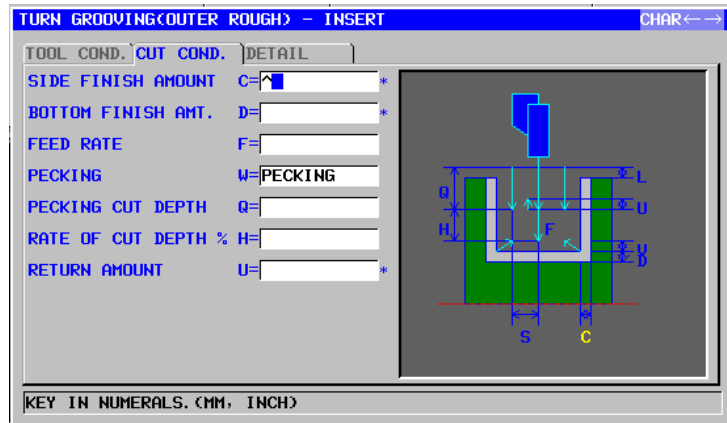 TURN GROOVING(OUTER ROUGH) - INSERT CHAR←→
TOOL COND. CUT COND. DETAIL
SIDE FINISH AMOUNT C=^ *
BOTTOM FINISH AMT. D= *
FEED RATE F=
PECKING W=PECKING
PECKING CUT DEPTH Q=
RATE OF CUT DEPTH % H=
RETURN AMOUNT U= *
L
Q
U
H
F
V
D
S
C
KEY IN NUMERALS.(MM, INCH)